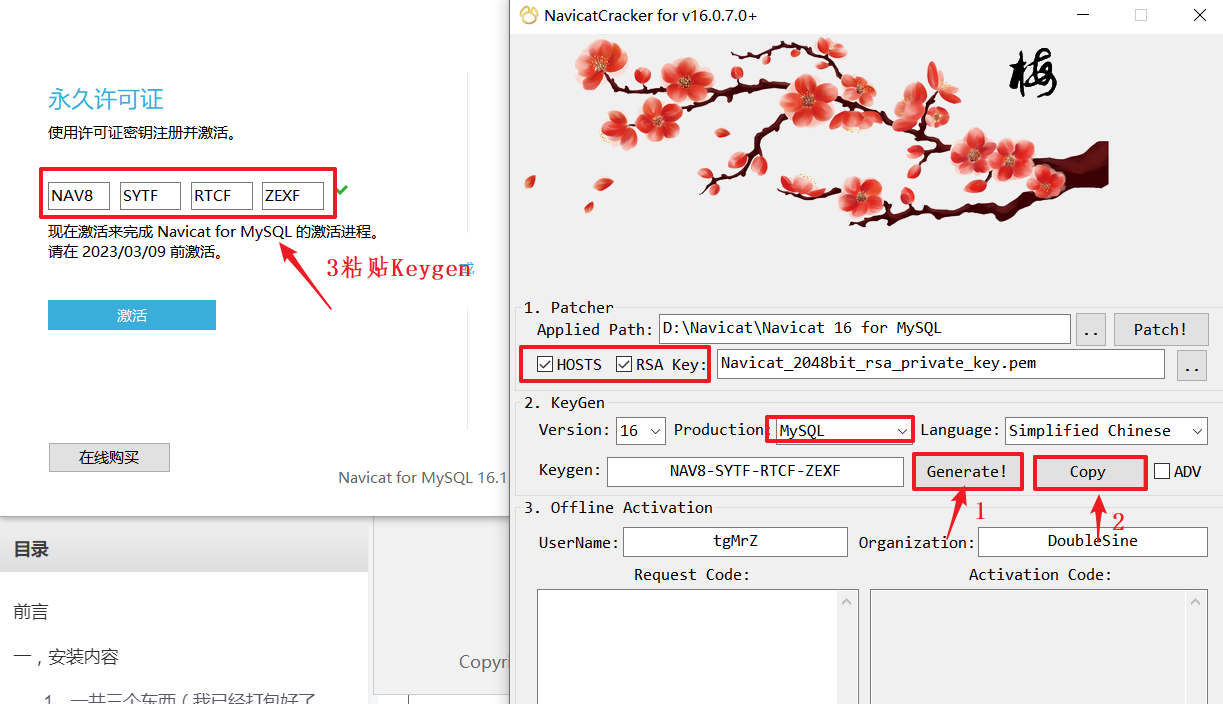 永久许可证
使用许可证密钥注册并激活。
NAV8 SYTF RTCF ZEXF
现在激活来完成 Navicat for MySQL 的激活进程。
请在 2023/03/09 前激活。
3粘贴Keygen
激活
在线购买
Navicat for MySQL 16.1
目录
前言
一，安装内容
1、一共三个东西（我已经打包好了
Copyri
NavicatCracker for v16.0.7.0+
梅
1. Patcher
Applied Path: D:\Navicat\Navicat 16 for MySQL .. Patch!
HOSTS RSA Key: Navicat_2048bit_rsa_private_key.pem ..
2. KeyGen
Version: 16 Production: MySQL Language: Simplified Chinese
Keygen: NAV8-SYTF-RTCF-ZEXF Generate! Copy ADV
1
2
3. Offline Activation
UserName: tgMrZ Organization: DoubleSine
Request Code: Activation Code: